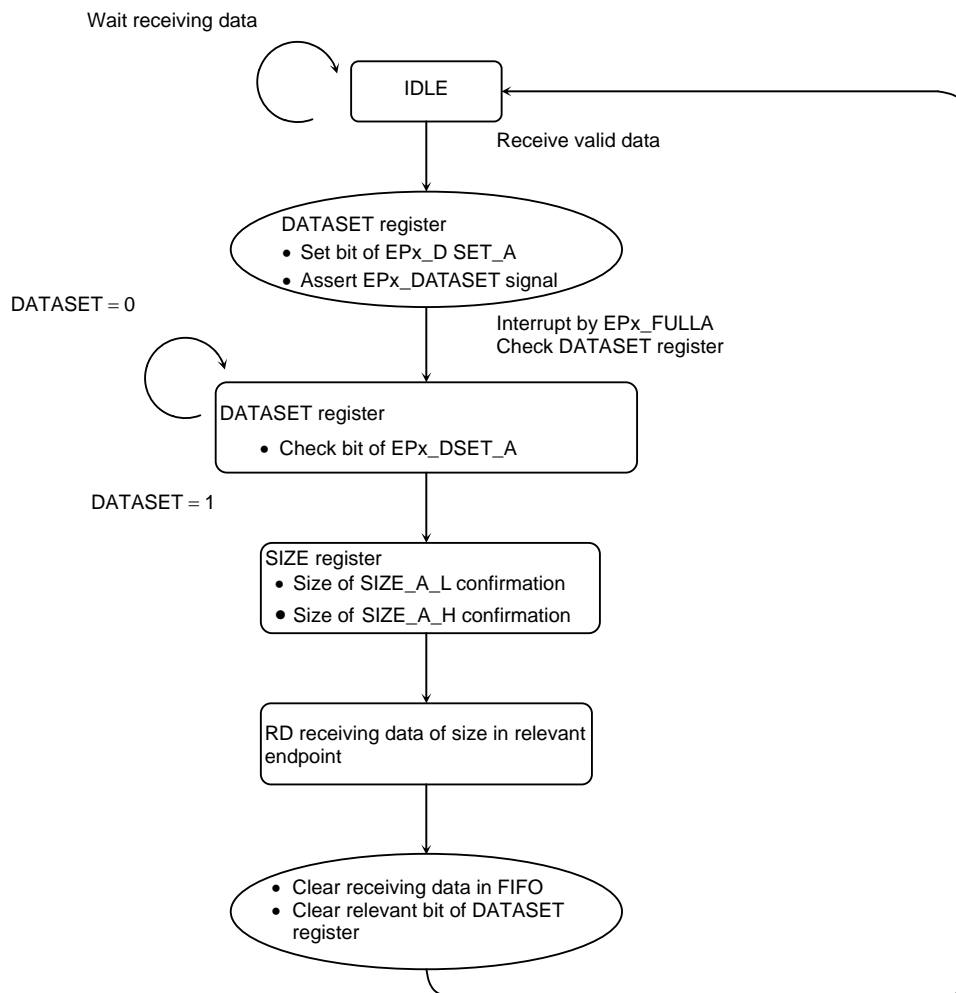 Wait receiving data
IDLE
Receive valid data
DATASET register
• Set bit of EPx_D SET_A
• Assert EPx_DATASET signal
DATASET = 0
Interrupt by EPx_FULLA
Check DATASET register
DATASET register
• Check bit of EPx_DSET_A
DATASET = 1
SIZE register
• Size of SIZE_A_L confirmation
• Size of SIZE_A_H confirmation
RD receiving data of size in relevant
endpoint
• Clear receiving data in FIFO
• Clear relevant bit of DATASET
register